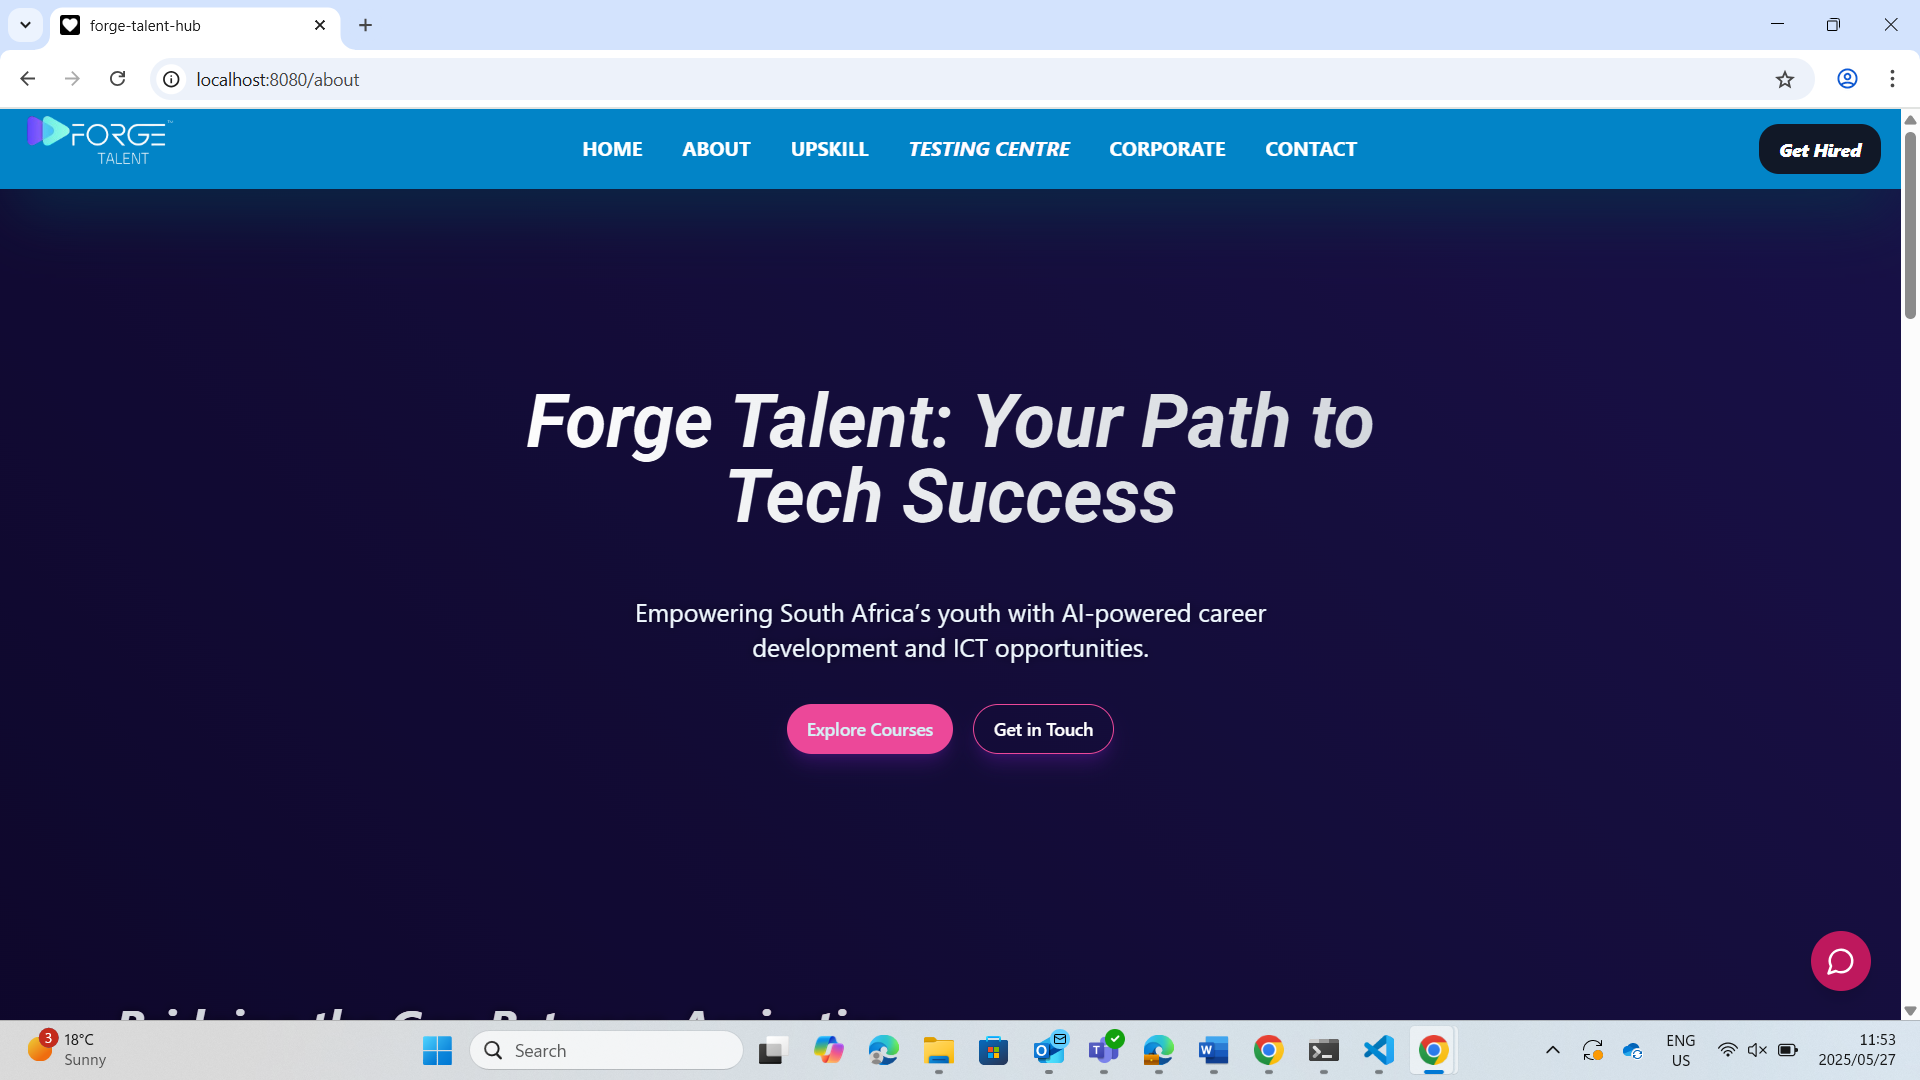 forge-talent-hub
localhost:8080/about
FORGE™
TALENT
HOME
ABOUT
UPSKILL
TESTING CENTRE
CORPORATE
CONTACT
Get Hired
Forge Talent: Your Path to
Tech Success
Empowering South Africa’s youth with AI-powered career
development and ICT opportunities.
Explore Courses
Get in Touch
3
18°C
Sunny
Search
ENG
US
11:53
2025/05/27